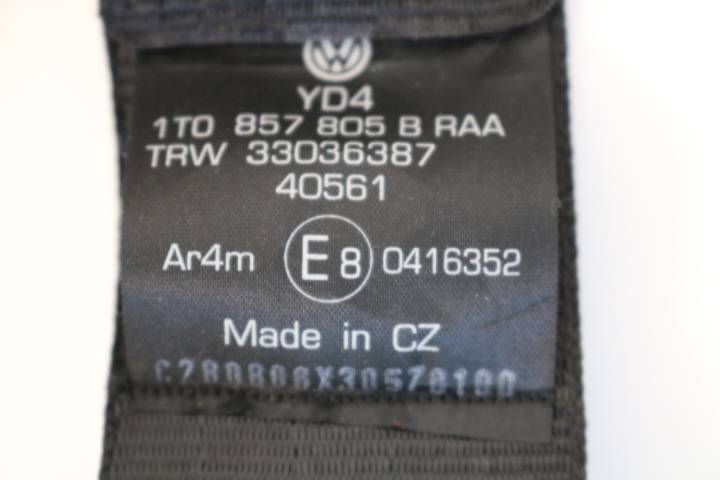 YD4
1T0 857 805 B RAA
TRW 33036387
40561
Ar4m E8 0416352
Made in CZ